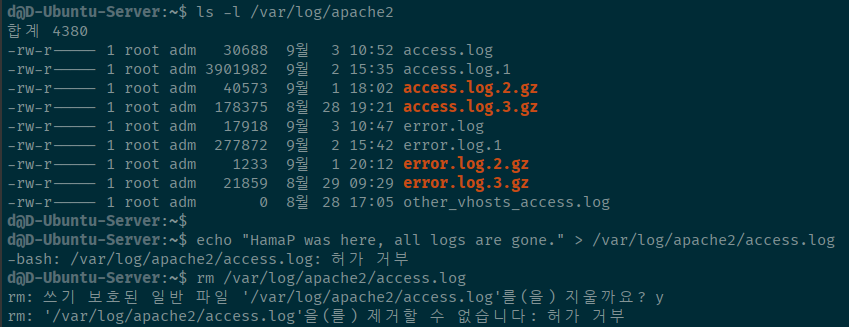 d@D-Ubuntu-Server:~$ ls -l /var/log/apache2
합계 4380
-rw-r----- 1 root adm   30688  9월   3 10:52 access.log
-rw-r----- 1 root adm 3901982  9월   2 15:35 access.log.1
-rw-r----- 1 root adm   40573  9월   1 18:02 access.log.2.gz
-rw-r----- 1 root adm  178375  8월  28 19:21 access.log.3.gz
-rw-r----- 1 root adm   17918  9월   3 10:47 error.log
-rw-r----- 1 root adm  277872  9월   2 15:42 error.log.1
-rw-r----- 1 root adm    1233  9월   1 20:12 error.log.2.gz
-rw-r----- 1 root adm   21859  8월  29 09:29 error.log.3.gz
-rw-r----- 1 root adm       0  8월  28 17:05 other_vhosts_access.log
d@D-Ubuntu-Server:~$
d@D-Ubuntu-Server:~$ echo "HamaP was here, all logs are gone." > /var/log/apache2/access.log
-bash: /var/log/apache2/access.log: 허가 거부
d@D-Ubuntu-Server:~$ rm /var/log/apache2/access.log
rm: 쓰기 보호된 일반 파일 '/var/log/apache2/access.log'를(을) 지울까요? y
rm: '/var/log/apache2/access.log'을(를) 제거할 수 없습니다: 허가 거부